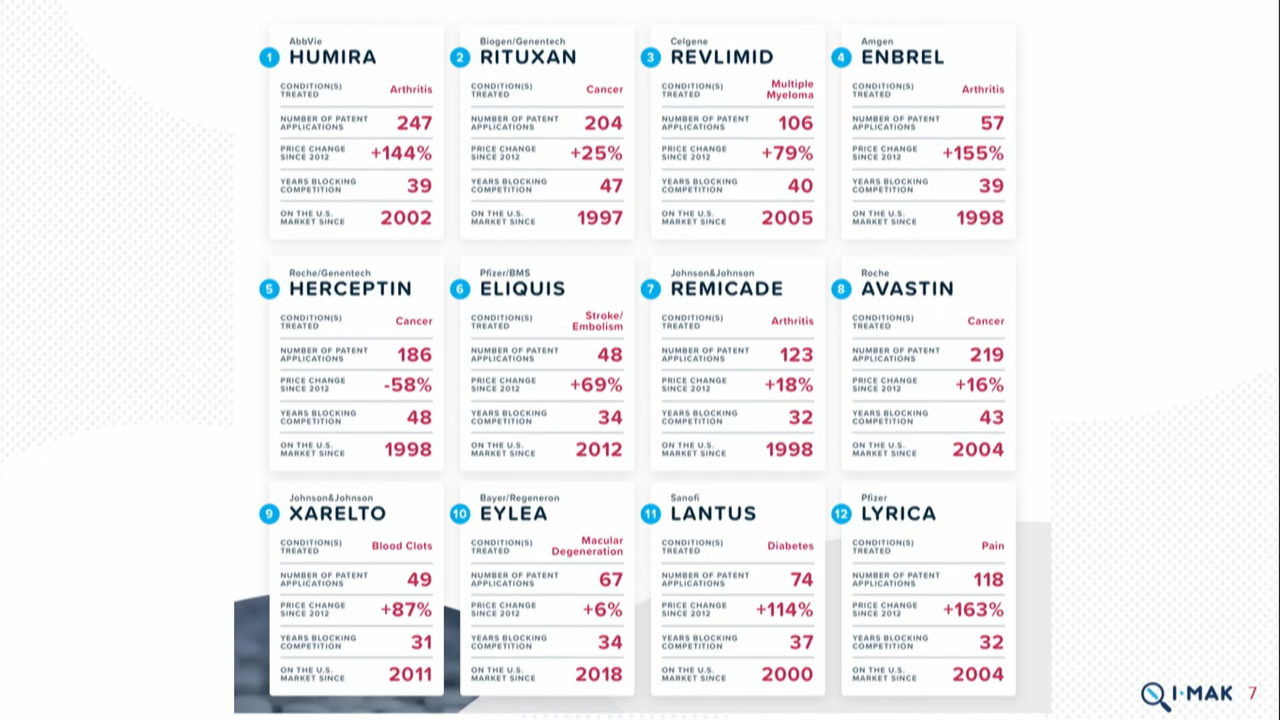 AbbVie
1 HUMIRA
CONDITION(S)
TREATED
Arthritis
NUMBER OF PATENT
APPLICATIONS
247
PRICE CHANGE
SINCE 2012
+144%
YEARS BLOCKING
COMPETITION
39
ON THE U.S.
MARKET SINCE
2002
Biogen/Genentech
2 RITUXAN
CONDITION(S)
TREATED
Cancer
NUMBER OF PATENT
APPLICATIONS
204
PRICE CHANGE
SINCE 2012
+25%
YEARS BLOCKING
COMPETITION
47
ON THE U.S.
MARKET SINCE
1997
Celgene
3 REVLIMID
CONDITION(S)
TREATED
Multiple
Myeloma
NUMBER OF PATENT
APPLICATIONS
106
PRICE CHANGE
SINCE 2012
+79%
YEARS BLOCKING
COMPETITION
40
ON THE U.S.
MARKET SINCE
2005
Amgen
4 ENBREL
CONDITION(S)
TREATED
Arthritis
NUMBER OF PATENT
APPLICATIONS
57
PRICE CHANGE
SINCE 2012
+155%
YEARS BLOCKING
COMPETITION
39
ON THE U.S.
MARKET SINCE
1998
Roche/Genentech
5 HERCEPTIN
CONDITION(S)
TREATED
Cancer
NUMBER OF PATENT
APPLICATIONS
186
PRICE CHANGE
SINCE 2012
-58%
YEARS BLOCKING
COMPETITION
48
ON THE U.S.
MARKET SINCE
1998
Pfizer/BMS
6 ELIQUIS
CONDITION(S)
TREATED
Stroke/
Embolism
NUMBER OF PATENT
APPLICATIONS
48
PRICE CHANGE
SINCE 2012
+69%
YEARS BLOCKING
COMPETITION
34
ON THE U.S.
MARKET SINCE
2012
Johnson&Johnson
7 REMICADE
CONDITION(S)
TREATED
Arthritis
NUMBER OF PATENT
APPLICATIONS
123
PRICE CHANGE
SINCE 2012
+18%
YEARS BLOCKING
COMPETITION
32
ON THE U.S.
MARKET SINCE
1998
Roche
8 AVASTIN
CONDITION(S)
TREATED
Cancer
NUMBER OF PATENT
APPLICATIONS
219
PRICE CHANGE
SINCE 2012
+16%
YEARS BLOCKING
COMPETITION
43
ON THE U.S.
MARKET SINCE
2004
Johnson&Johnson
9 XARELTO
CONDITION(S)
TREATED
Blood Clots
NUMBER OF PATENT
APPLICATIONS
49
PRICE CHANGE
SINCE 2012
+87%
YEARS BLOCKING
COMPETITION
31
ON THE U.S.
MARKET SINCE
2011
Bayer/Regeneron
10 EYLEA
CONDITION(S)
TREATED
Macular
Degeneration
NUMBER OF PATENT
APPLICATIONS
67
PRICE CHANGE
SINCE 2012
+6%
YEARS BLOCKING
COMPETITION
34
ON THE U.S.
MARKET SINCE
2018
Sanofi
11 LANTUS
CONDITION(S)
TREATED
Diabetes
NUMBER OF PATENT
APPLICATIONS
74
PRICE CHANGE
SINCE 2012
+114%
YEARS BLOCKING
COMPETITION
37
ON THE U.S.
MARKET SINCE
2000
Pfizer
12 LYRICA
CONDITION(S)
TREATED
Pain
NUMBER OF PATENT
APPLICATIONS
118
PRICE CHANGE
SINCE 2012
+163%
YEARS BLOCKING
COMPETITION
32
ON THE U.S.
MARKET SINCE
2004
I·MAK 7